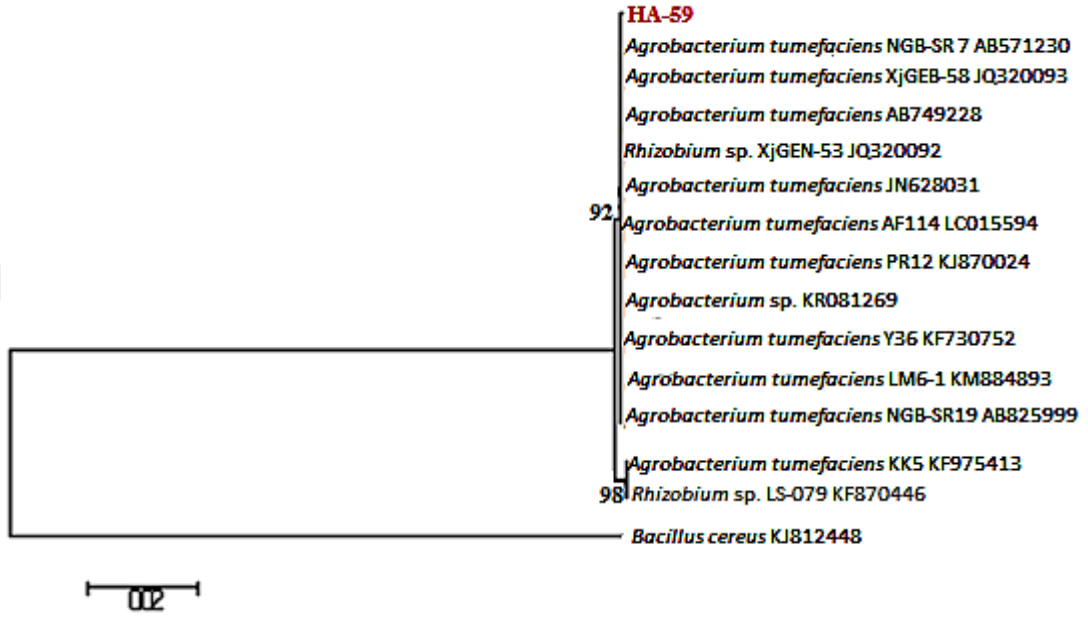 HA-59
Agrobacterium tumefaciens NGB-SR 7 AB571230
Agrobacterium tumefaciens XjGEB-58 JQ320093
Agrobacterium tumefaciens AB749228
Rhizobium sp. XjGEN-53 JQ320092
Agrobacterium tumefaciens JN628031
92
Agrobacterium tumefaciens AF114 LC015594
Agrobacterium tumefaciens PR12 KJ870024
Agrobacterium sp. KR081269
Agrobacterium tumefaciens Y36 KF730752
Agrobacterium tumefaciens LM6-1 KM884893
Agrobacterium tumefaciens NGB-SR19 AB825999
Agrobacterium tumefaciens KK5 KF975413
98 Rhizobium sp. LS-079 KF870446
Bacillus cereus KJ812448
002